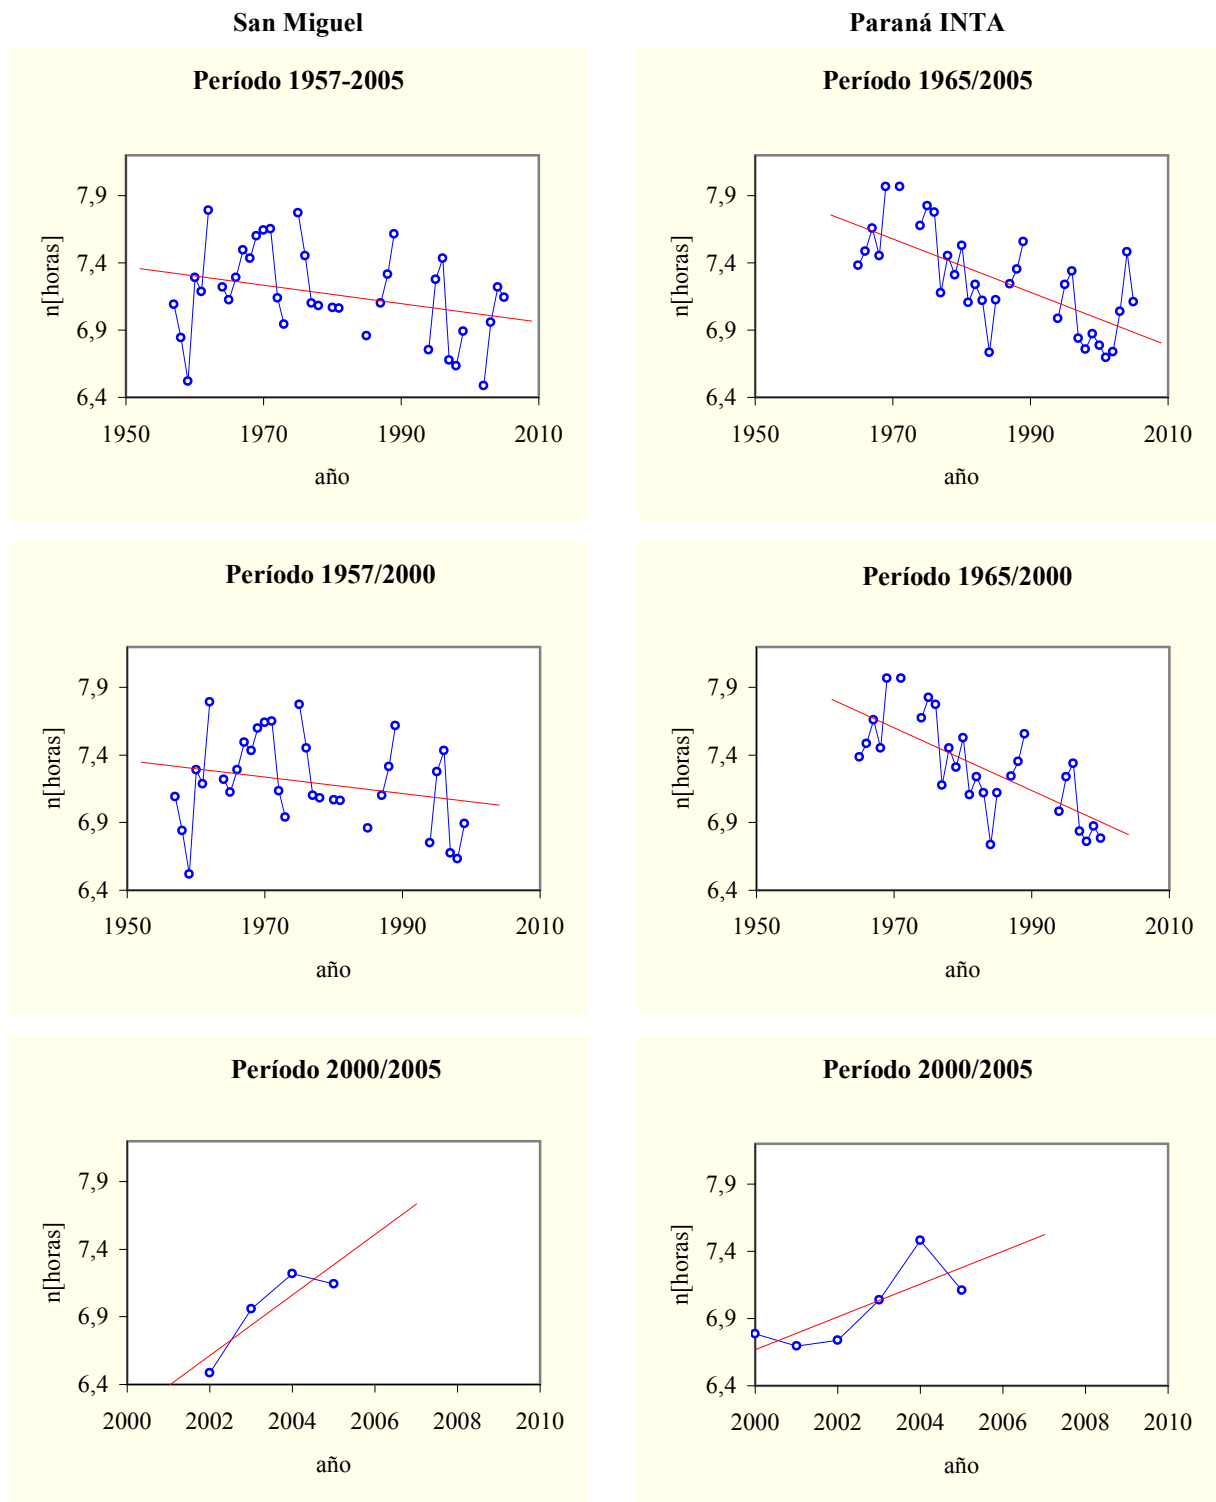 San Miguel
Paraná INTA
Período 1957-2005
n[horas]
7,9
7,4
6,9
6,4
1950 1970 1990 2010
año
Período 1965/2005
n[horas]
7,9
7,4
6,9
6,4
1950 1970 1990 2010
año
Período 1957/2000
n[horas]
7,9
7,4
6,9
6,4
1950 1970 1990 2010
año
Período 1965/2000
n[horas]
7,9
7,4
6,9
6,4
1950 1970 1990 2010
año
Período 2000/2005
n[horas]
7,9
7,4
6,9
6,4
2000 2002 2004 2006 2008 2010
año
Período 2000/2005
n[horas]
7,9
7,4
6,9
6,4
2000 2002 2004 2006 2008 2010
año